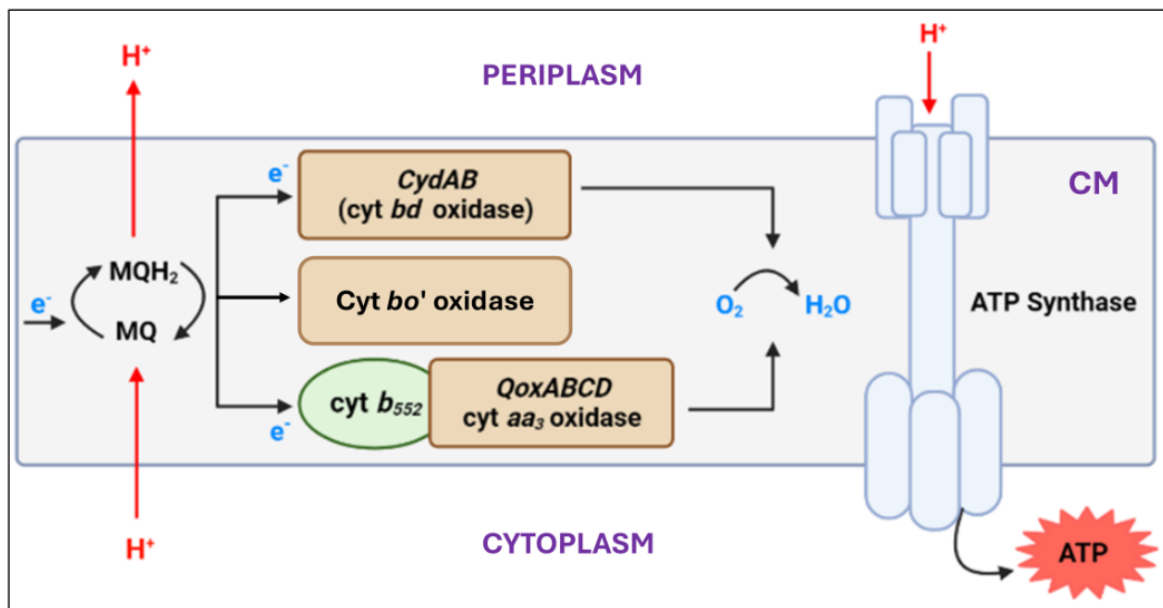 H⁺
PERIPLASM
H⁺
e⁻
CydAB
(cyt bd oxidase)
CM
MQH₂
e⁻
MQ
Cyt bo' oxidase
O₂
H₂O
ATP Synthase
cyt b₅₅₂
QoxABCD
cyt aa₃ oxidase
e⁻
H⁺
CYTOPLASM
ATP